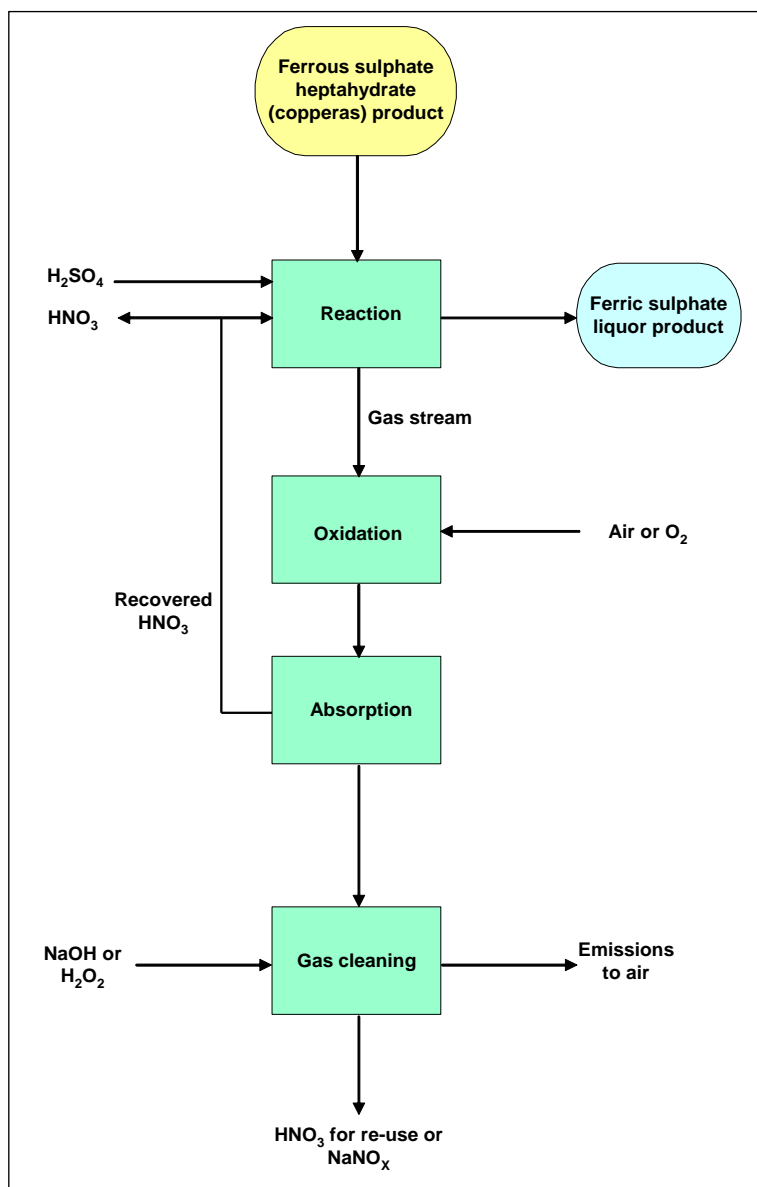 Ferrous sulphate
heptahydrate
(copperas) product
H₂SO₄
HNO₃
Reaction
Ferric sulphate
liquor product
Gas stream
Oxidation
Air or O₂
Recovered
HNO₃
Absorption
NaOH or
H₂O₂
Gas cleaning
Emissions
to air
HNO₃ for re-use or
NaNOₓ